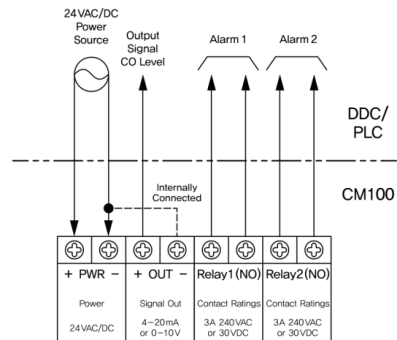 24VAC/DC
Power
Source
Output
Signal
CO Level
Alarm 1
Alarm 2
DDC/
PLC
Internally
Connected
CM100
+ PWR −
+ OUT −
Relay1(NO)
Relay2(NO)
Power
Signal Out
Contact Ratings
Contact Ratings
24VAC/DC
4−20mA
or 0−10V
3A 240VAC
or 30VDC
3A 240VAC
or 30VDC